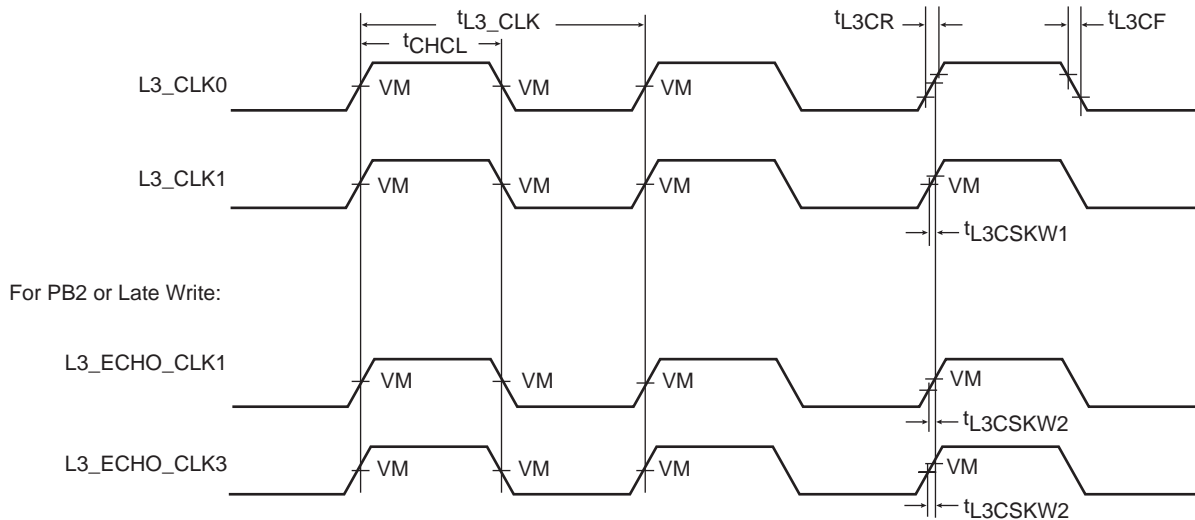 tL3_CLK
tL3CR
tL3CF
tCHCL
L3_CLK0
VM VM VM
L3_CLK1
VM VM VM VM
tL3CSKW1
For PB2 or Late Write:
L3_ECHO_CLK1
VM VM VM VM
tL3CSKW2
L3_ECHO_CLK3
VM VM VM VM
tL3CSKW2